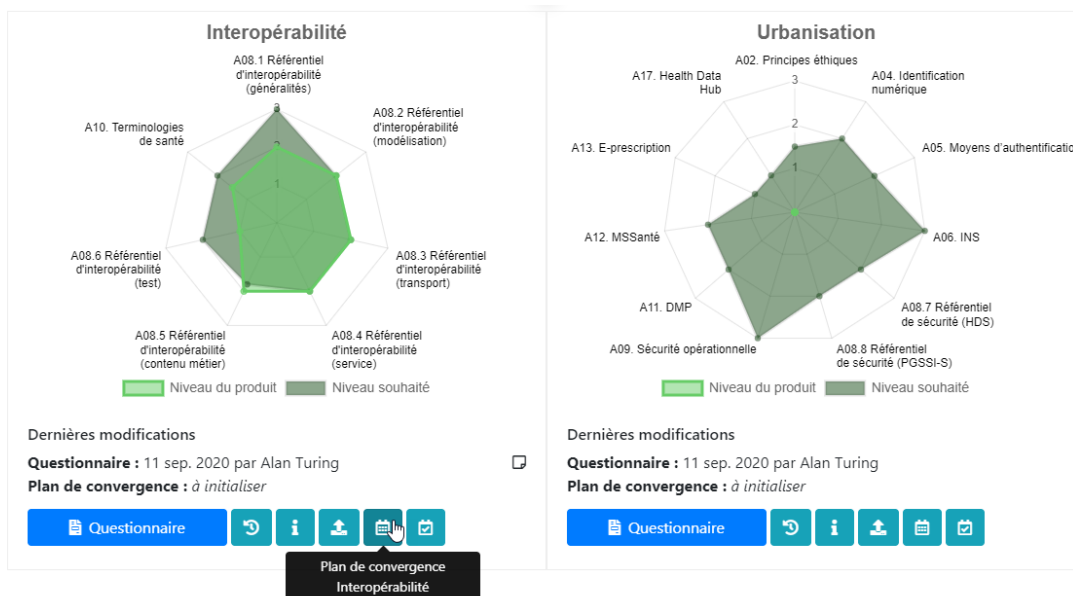 Interopérabilité
A08.1 Référentiel
d'interopérabilité
(généralités)
3
A08.2 Référentiel
d'interopérabilité
(modélisation)
A10. Terminologies
de santé
2
1
A08.6 Référentiel
d'interopérabilité
(test)
A08.3 Référentiel
d'interopérabilité
(transport)
A08.5 Référentiel
d'interopérabilité
(contenu métier)
A08.4 Référentiel
d'interopérabilité
(service)
Niveau du produit Niveau souhaité
Dernières modifications
Questionnaire : 11 sep. 2020 par Alan Turing
Plan de convergence : à initialiser
Questionnaire
Plan de convergence
Interopérabilité
Urbanisation
A02. Principes éthiques
A17. Health Data
Hub
3
A04. Identification
numérique
2
A13. E-prescription
A05. Moyens d'authentificatio
1
A12. MSSanté
A06. INS
A11. DMP
A08.7 Référentiel
de sécurité (HDS)
A09. Sécurité opérationnelle
A08.8 Référentiel
de sécurité (PGSSI-S)
Niveau du produit Niveau souhaité
Dernières modifications
Questionnaire : 11 sep. 2020 par Alan Turing
Plan de convergence : à initialiser
Questionnaire